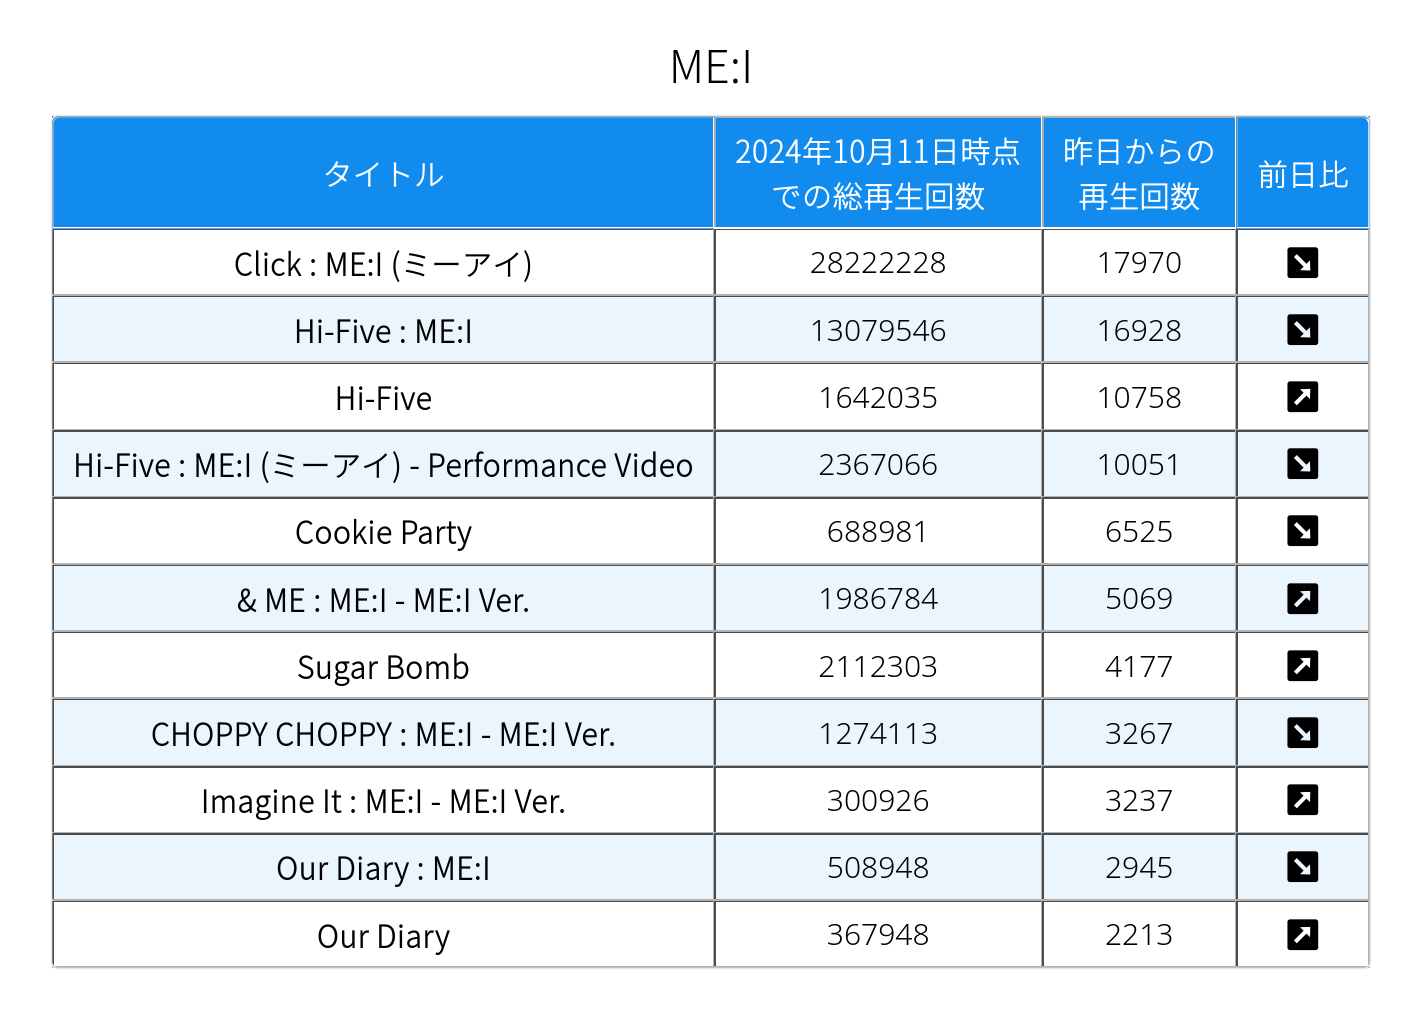 ME:I
タイトル 2024年10月11日時点での総再生回数 昨日からの再生回数 前日比
Click : ME:I (ミーアイ) 28222228 17970 ↘
Hi-Five : ME:I 13079546 16928 ↘
Hi-Five 1642035 10758 ↗
Hi-Five : ME:I (ミーアイ) - Performance Video 2367066 10051 ↘
Cookie Party 688981 6525 ↘
& ME : ME:I - ME:I Ver. 1986784 5069 ↗
Sugar Bomb 2112303 4177 ↗
CHOPPY CHOPPY : ME:I - ME:I Ver. 1274113 3267 ↘
Imagine It : ME:I - ME:I Ver. 300926 3237 ↗
Our Diary : ME:I 508948 2945 ↘
Our Diary 367948 2213 ↗